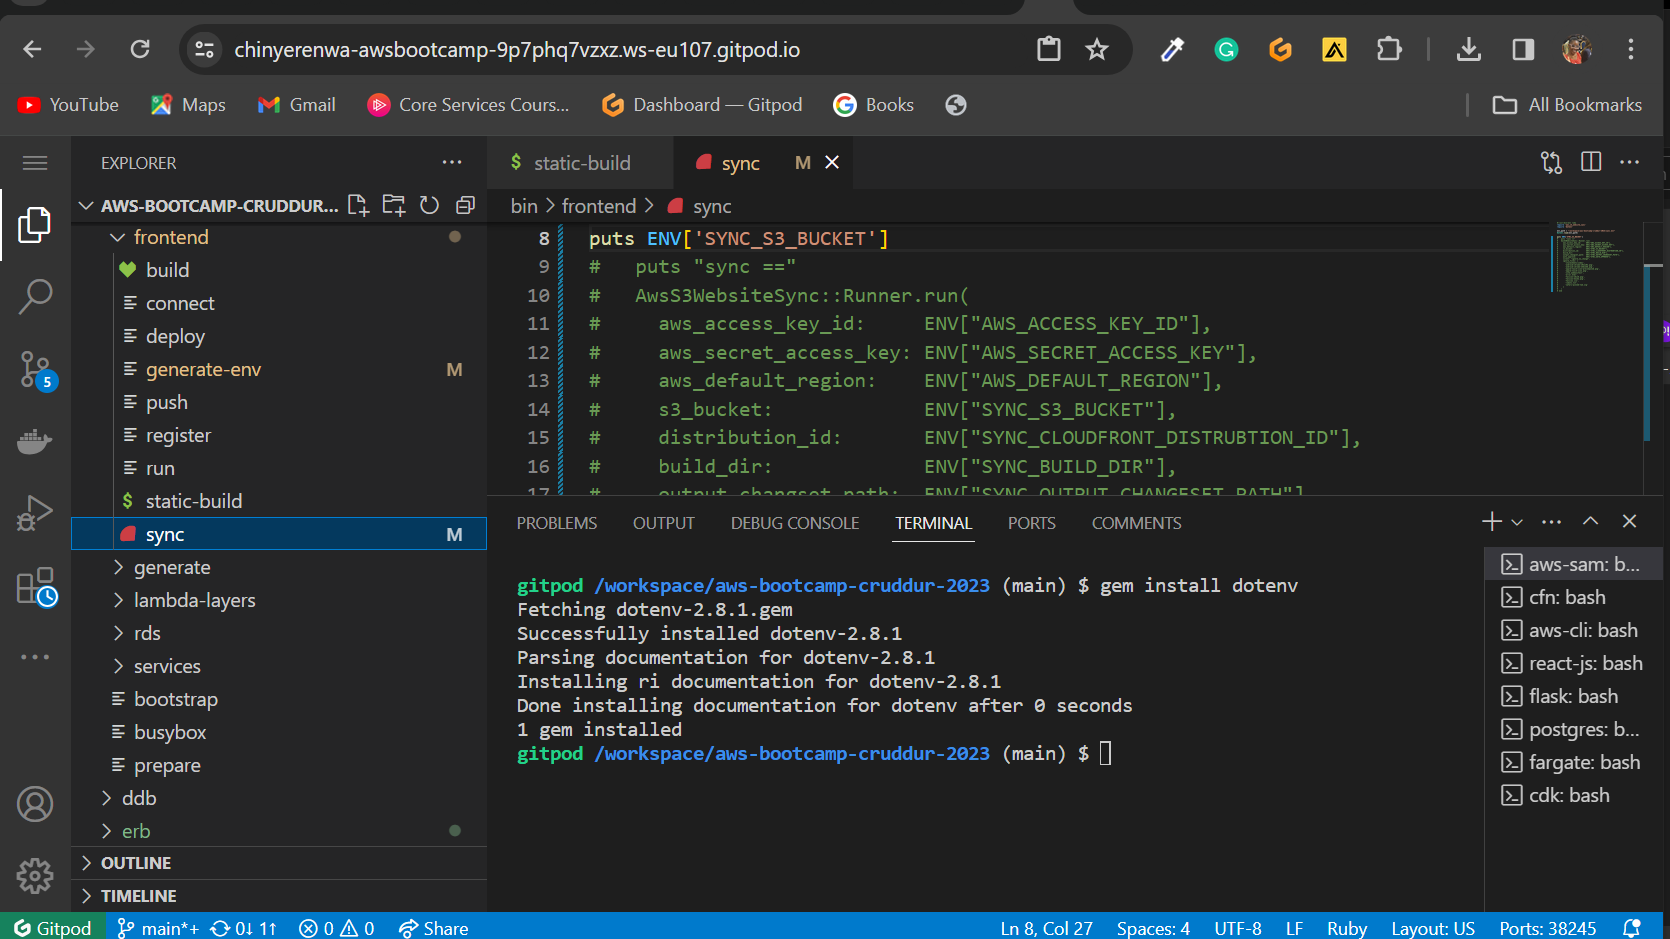 chinyerenwa-awsbootcamp-9p7phq7vzxz.ws-eu107.gitpod.io
YouTube Maps Gmail Core Services Cours... Dashboard — Gitpod Books All Bookmarks
EXPLORER
AWS-BOOTCAMP-CRUDDUR...
frontend
build
connect
deploy
generate-env M
push
register
run
static-build
sync M
generate
lambda-layers
rds
services
bootstrap
busybox
prepare
ddb
erb
OUTLINE
TIMELINE
5
$ static-build sync M
bin > frontend > sync
8 puts ENV['SYNC_S3_BUCKET']
9 # puts "sync =="
10 # AwsS3WebsiteSync::Runner.run(
11 # aws_access_key_id: ENV["AWS_ACCESS_KEY_ID"],
12 # aws_secret_access_key: ENV["AWS_SECRET_ACCESS_KEY"],
13 # aws_default_region: ENV["AWS_DEFAULT_REGION"],
14 # s3_bucket: ENV["SYNC_S3_BUCKET"],
15 # distribution_id: ENV["SYNC_CLOUDFRONT_DISTRUBTION_ID"],
16 # build_dir: ENV["SYNC_BUILD_DIR"],
17 # output_changset_path: ENV["SYNC_OUTPUT_CHANGESET_PATH"]
PROBLEMS OUTPUT DEBUG CONSOLE TERMINAL PORTS COMMENTS
gitpod /workspace/aws-bootcamp-cruddur-2023 (main) $ gem install dotenv
Fetching dotenv-2.8.1.gem
Successfully installed dotenv-2.8.1
Parsing documentation for dotenv-2.8.1
Installing ri documentation for dotenv-2.8.1
Done installing documentation for dotenv after 0 seconds
1 gem installed
gitpod /workspace/aws-bootcamp-cruddur-2023 (main) $
aws-sam: b...
cfn: bash
aws-cli: bash
react-js: bash
flask: bash
postgres: b...
fargate: bash
cdk: bash
Gitpod main*+ 0↓ 1↑ 0 0 Share Ln 8, Col 27 Spaces: 4 UTF-8 LF Ruby Layout: US Ports: 38245